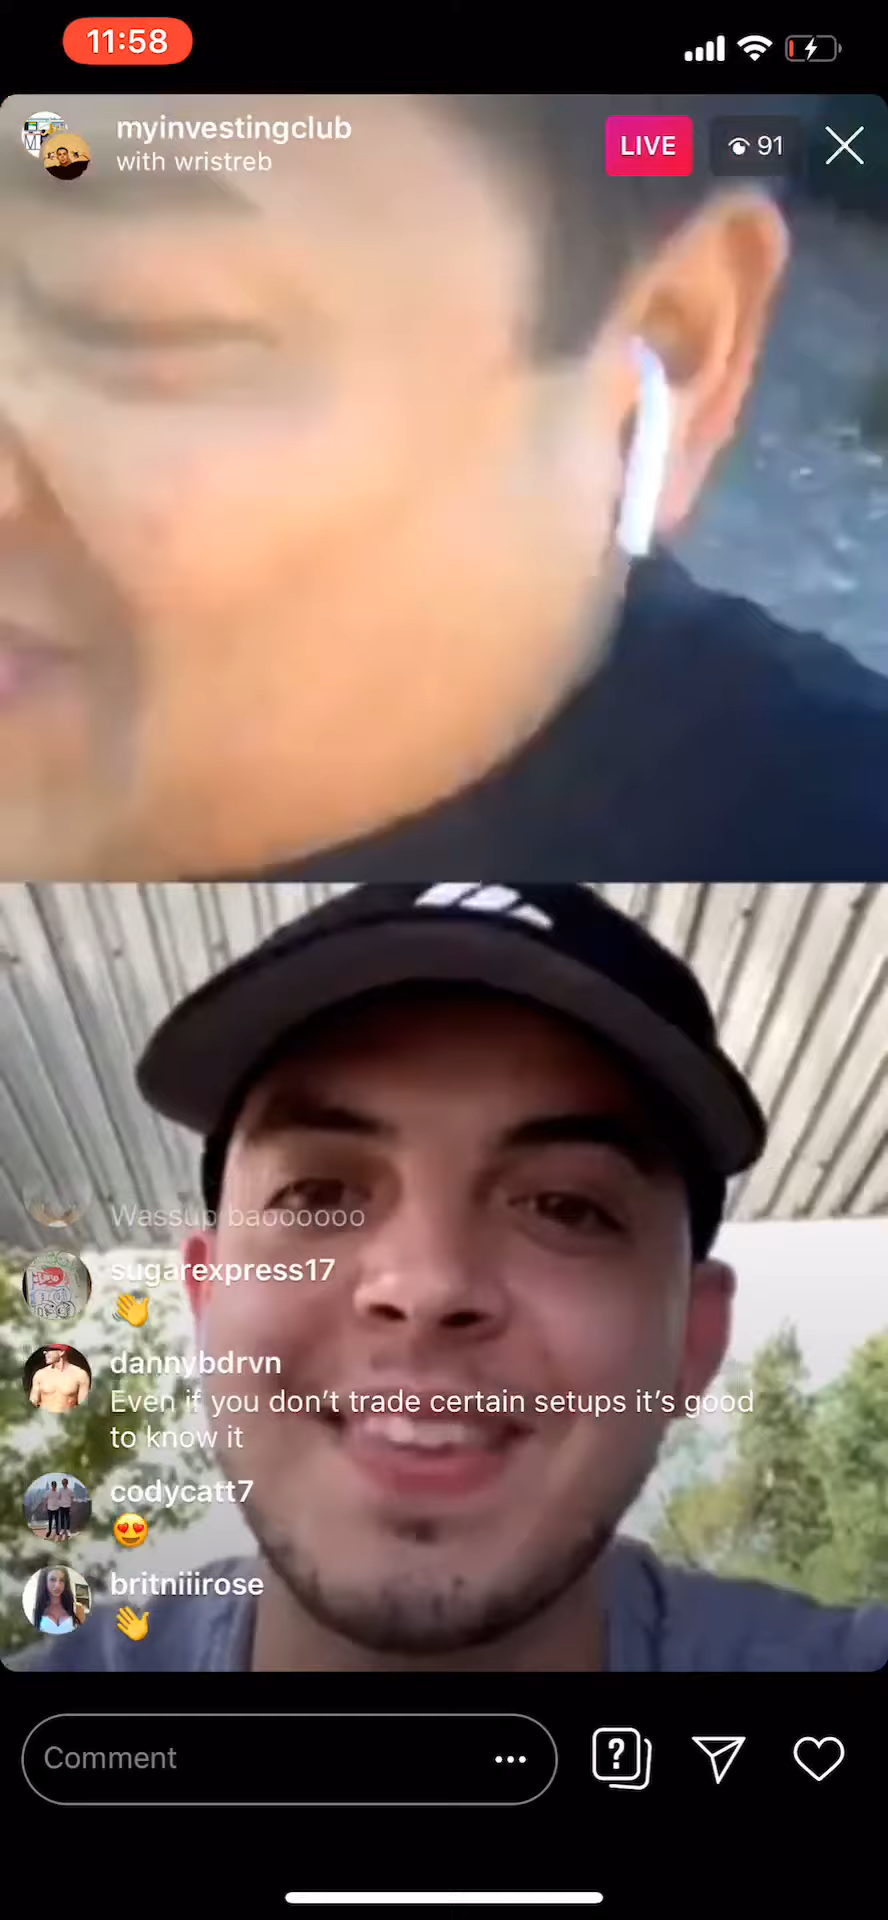 11:58
myinvestingclub
with wristreb
LIVE
91
Wassup baoooooo
sugarexpress17
👋
dannybdrvn
Even if you don't trade certain setups it's good
to know it
codycatt7
😍
britniiirose
👋
Comment